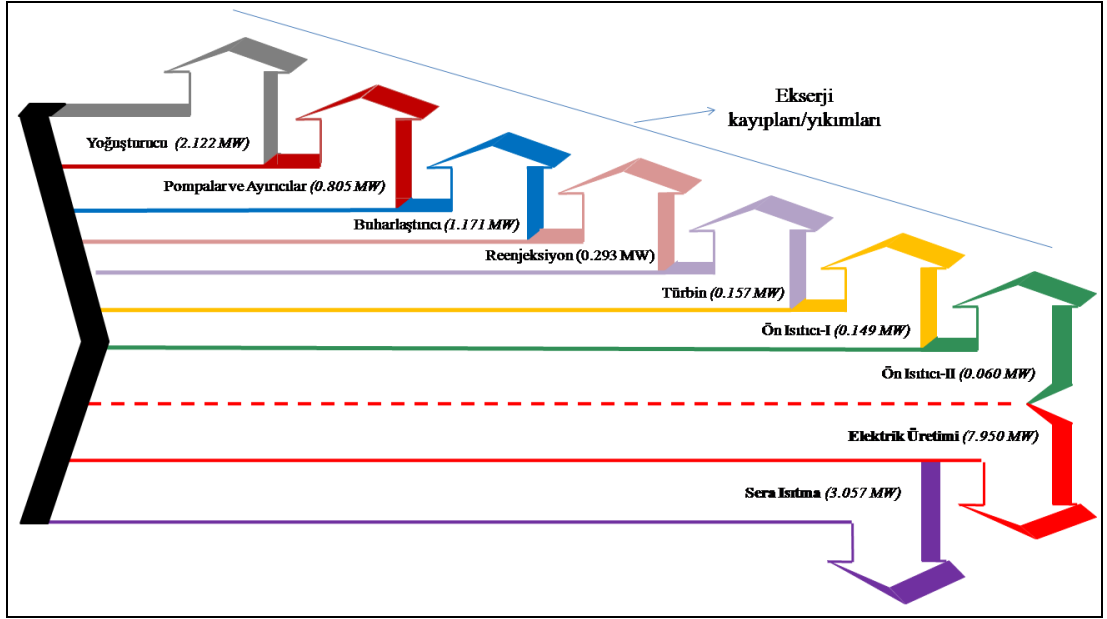 Ekserji
kayıpları/yıkımları
Yoğuşturucu (2.122 MW)
Pompalar ve Ayırıcılar (0.805 MW)
Buharlaştırıcı (1.171 MW)
Reenjeksiyon (0.293 MW)
Türbin (0.157 MW)
Ön Isıtıcı-I (0.149 MW)
Ön Isıtıcı-II (0.060 MW)
Elektrik Üretimi (7.950 MW)
Sera Isıtma (3.057 MW)